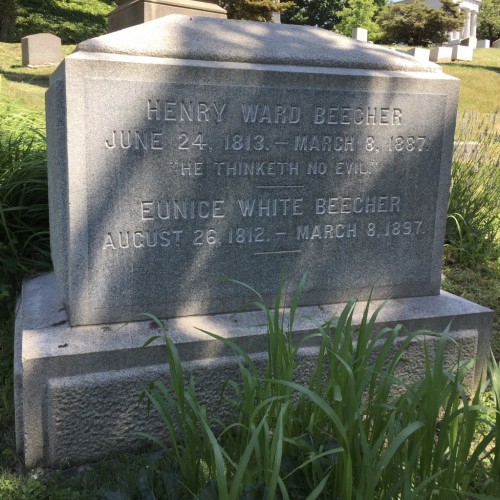 HENRY WARD BEECHER
JUNE 24, 1813. — MARCH 8, 1887.
"HE THINKETH NO EVIL."
EUNICE WHITE BEECHER
AUGUST 26, 1812. — MARCH 8, 1897.